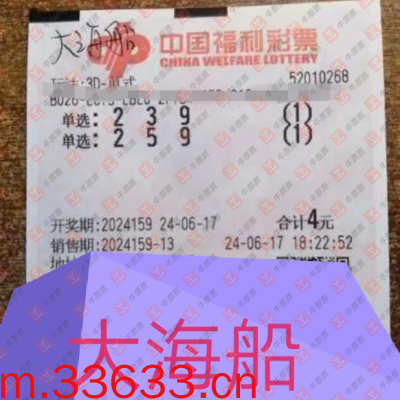 大海船
中国福利彩票
CHINA WELFARE LOTTERY
玩法:3D-单式 52010268
单选: 2 3 9 (1)
单选: 2 5 9 (1)
开奖期:2024159 24-06-17 合计4元
销售期:2024159-13 24-06-17 18:22:52
大海船
m.33633.cn